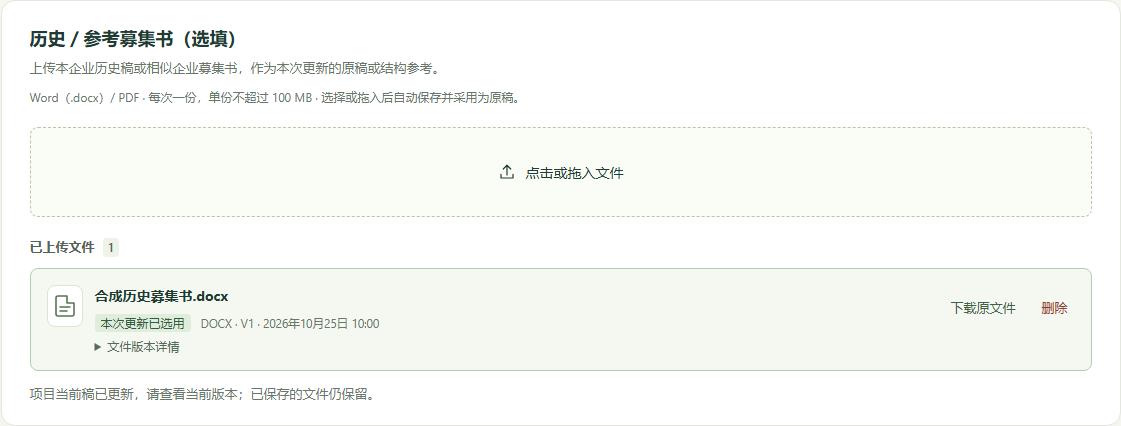 历史 / 参考募集书（选填）
上传本企业历史稿或相似企业募集书，作为本次更新的原稿或结构参考。
Word（.docx）/ PDF · 每次一份，单份不超过 100 MB · 选择或拖入后自动保存并采用为原稿。
点击或拖入文件
已上传文件 1
合成历史募集书.docx
本次更新已选用 DOCX · V1 · 2026年10月25日 10:00
下载原文件 删除
▶ 文件版本详情
项目当前稿已更新，请查看当前版本；已保存的文件仍保留。